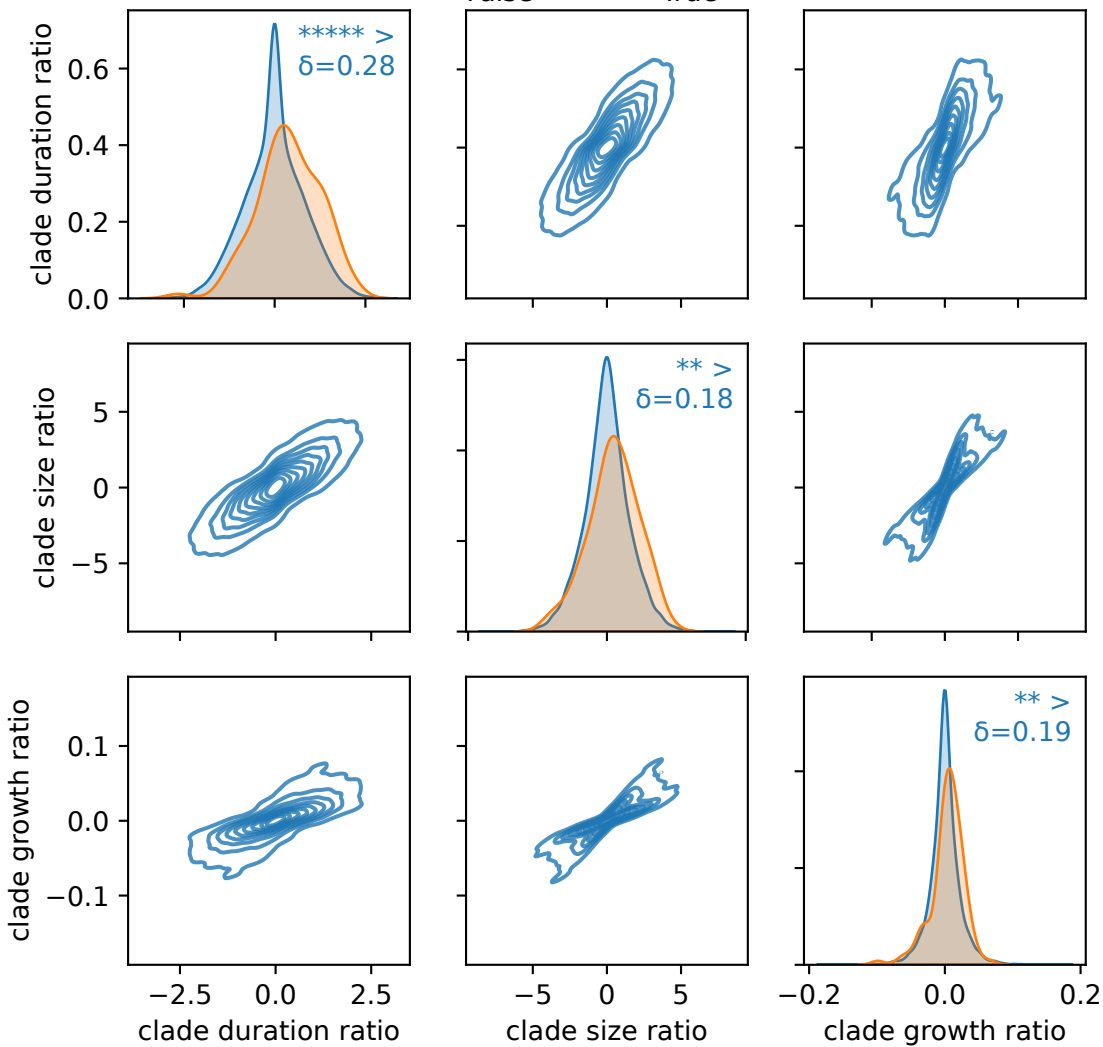 clade duration ratio
0.6
0.4
0.2
0.0
***** >
δ=0.28
clade size ratio
5
0
−5
** >
δ=0.18
clade growth ratio
0.1
0.0
−0.1
** >
δ=0.19
−2.5 0.0 2.5
−5 0 5
−0.2 0.0 0.2
clade duration ratio
clade size ratio
clade growth ratio